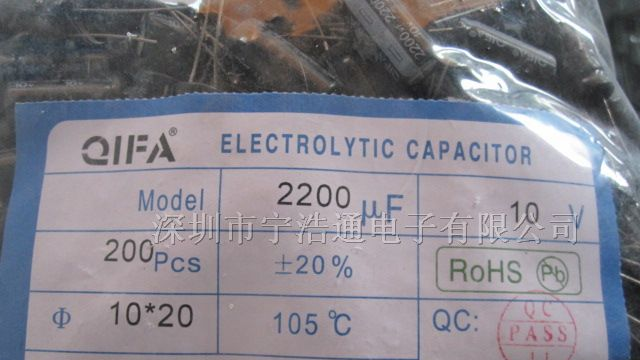 QIFA® ELECTROLYTIC CAPACITOR
Model 2200 μF 10 V
深圳市宁浩通电子有限公司
200 Pcs ±20% RoHS Pb
Φ 10*20 105℃ QC: QC
PASS
1